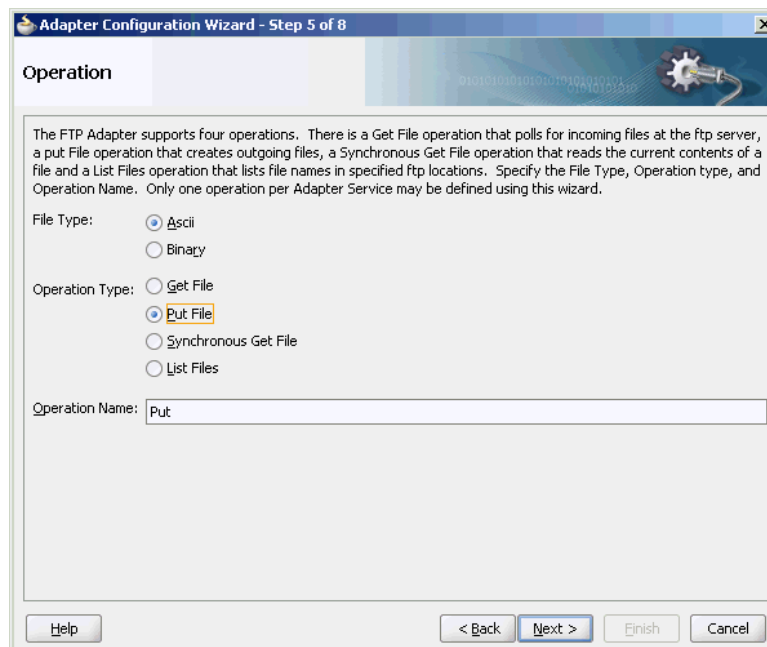 Adapter Configuration Wizard - Step 5 of 8
Operation
The FTP Adapter supports four operations. There is a Get File operation that polls for incoming files at the ftp server,
a put File operation that creates outgoing files, a Synchronous Get File operation that reads the current contents of a
file and a List Files operation that lists file names in specified ftp locations. Specify the File Type, Operation type, and
Operation Name. Only one operation per Adapter Service may be defined using this wizard.
File Type:
Ascii
Binary
Operation Type:
Get File
Put File
Synchronous Get File
List Files
Operation Name:
Put
Help
< Back
Next >
Finish
Cancel